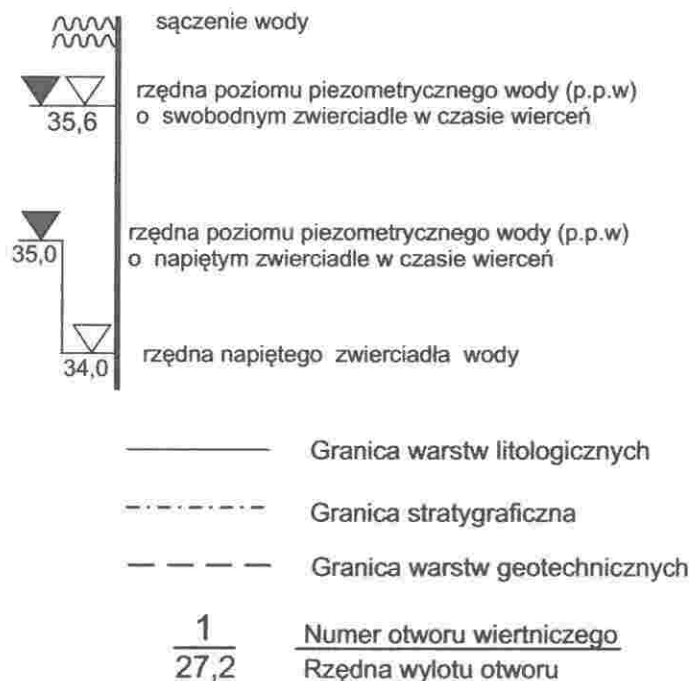 sączenie wody
rzędna poziomu piezometrycznego wody (p.p.w)
35,6 o swobodnym zwierciadle w czasie wierceń
rzędna poziomu piezometrycznego wody (p.p.w)
35,0 o napiętym zwierciadle w czasie wierceń
rzędna napiętego zwierciadła wody
34,0
Granica warstw litologicznych
Granica stratygraficzna
Granica warstw geotechnicznych
1 Numer otworu wiertniczego
27,2 Rzędna wylotu otworu